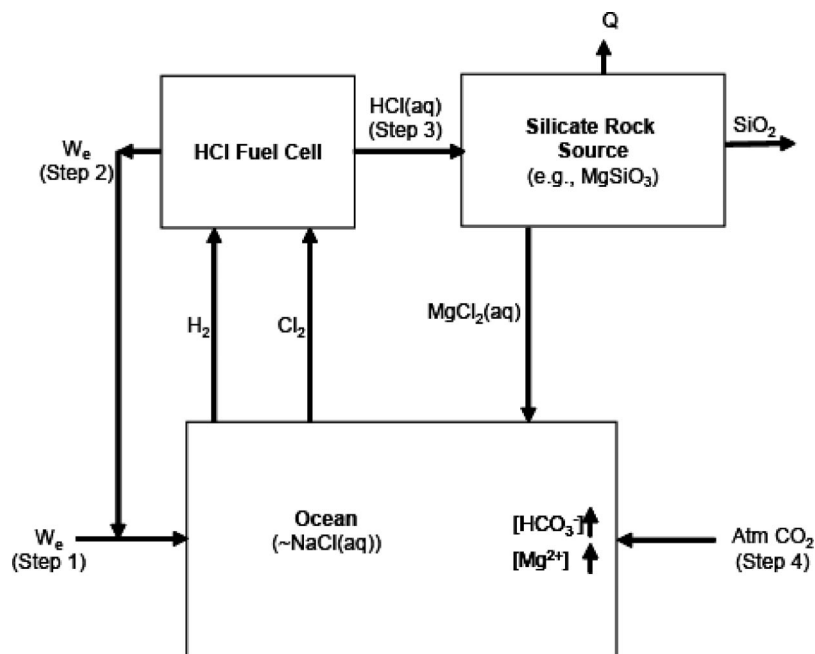 Q
HCl(aq)
(Step 3)
HCl Fuel Cell
Silicate Rock
Source
(e.g., MgSiO₃)
SiO₂
Wₑ
(Step 2)
H₂
Cl₂
MgCl₂(aq)
Wₑ
(Step 1)
Ocean
(~NaCl(aq))
[HCO₃⁻]
[Mg²⁺]
Atm CO₂
(Step 4)